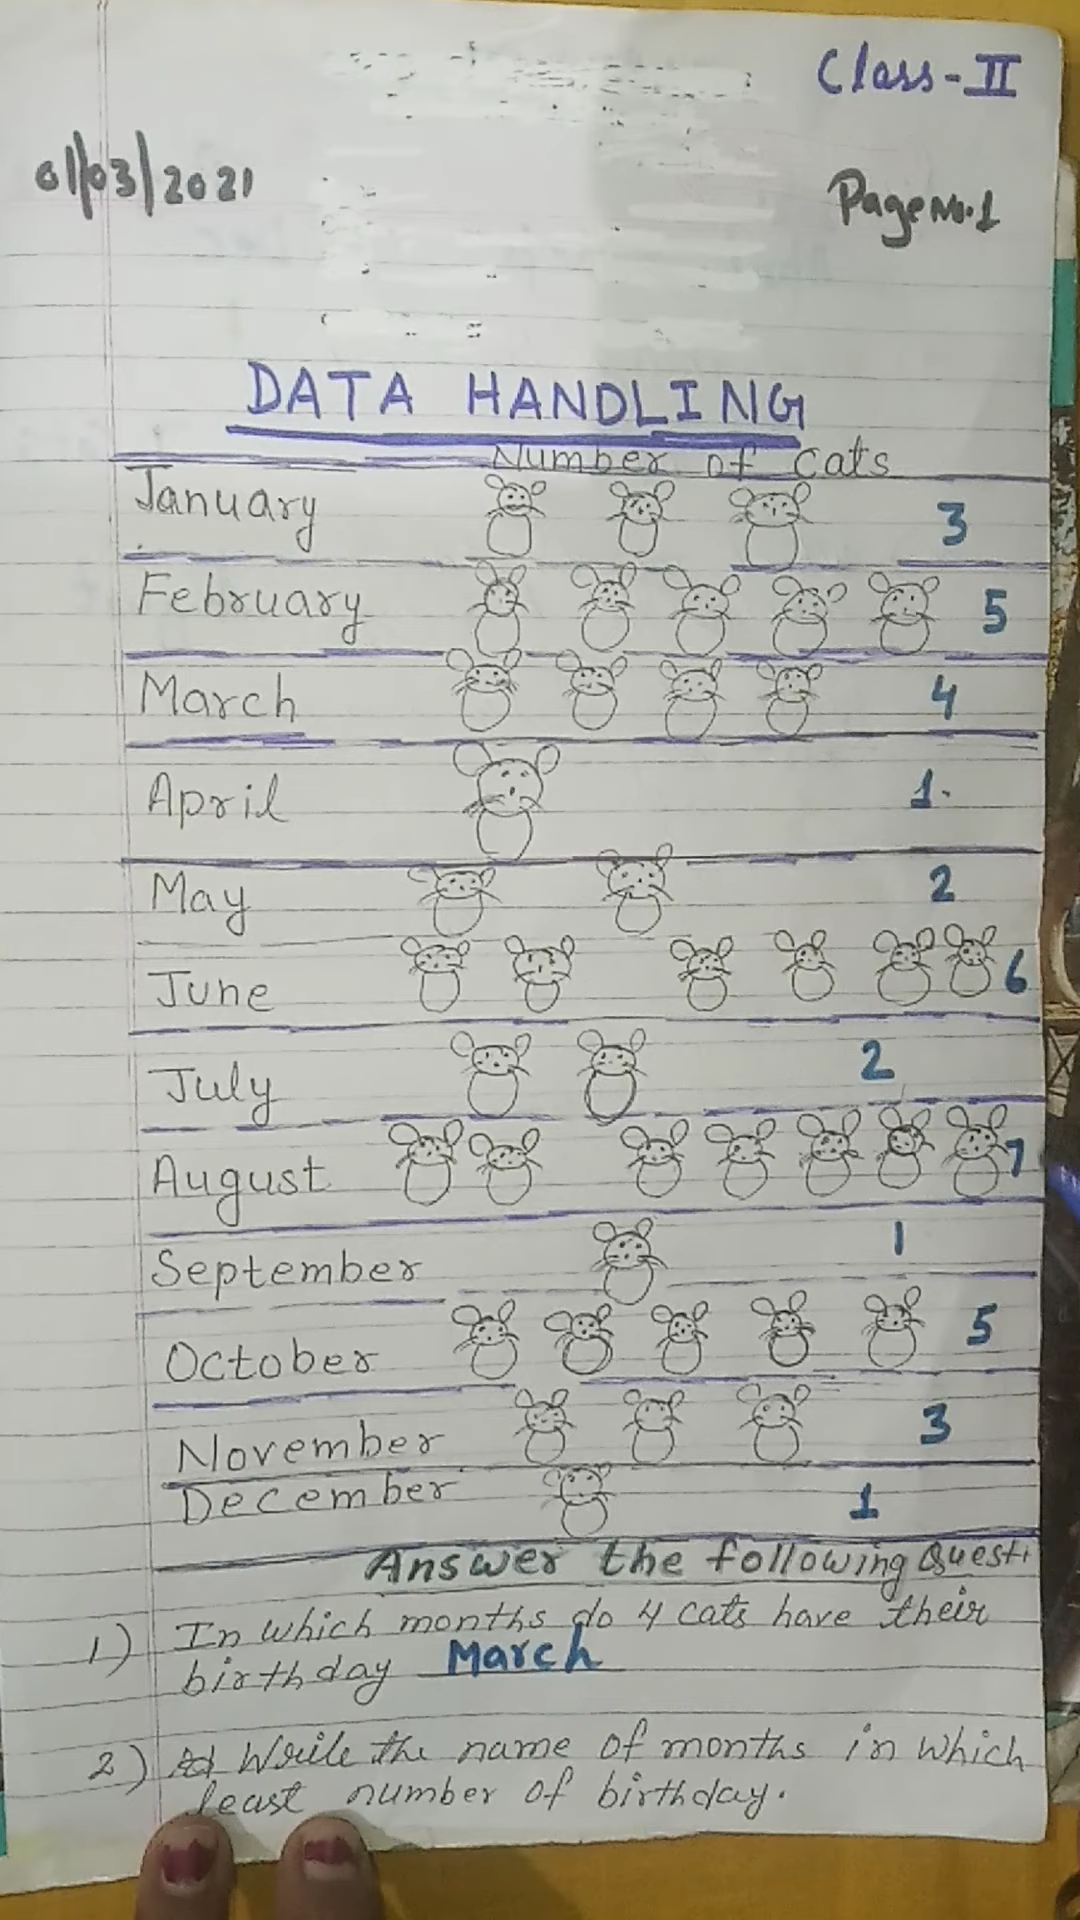 Class-II
01/03/2021
Page No.1
DATA HANDLING
Number of Cats
January 3
February 5
March 4
April 1.
May 2
June 6
July 2
August 7
September 1
October 5
November 3
December 1
Answer the following Questi
1) In which months do 4 cats have their
birthday March
2) Write the name of months in which
least number of birthday.